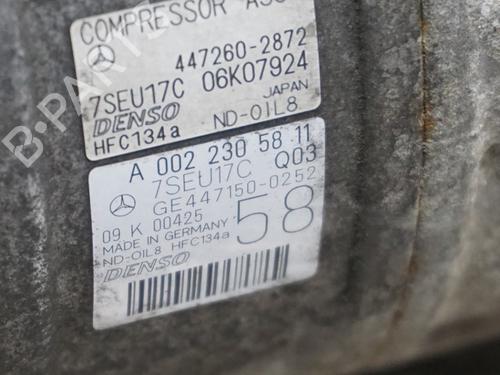 COMPRESSOR ASS
447260-2872
7SEU17C 06K07924
DENSO JAPAN
HFC134a ND-OIL8
A 002 230 58 11
7SEU17C Q03
GE447150-0252
09 K 00425
MADE IN GERMANY
ND-OIL8 HFC134a
58
DENSO
B-PARTS